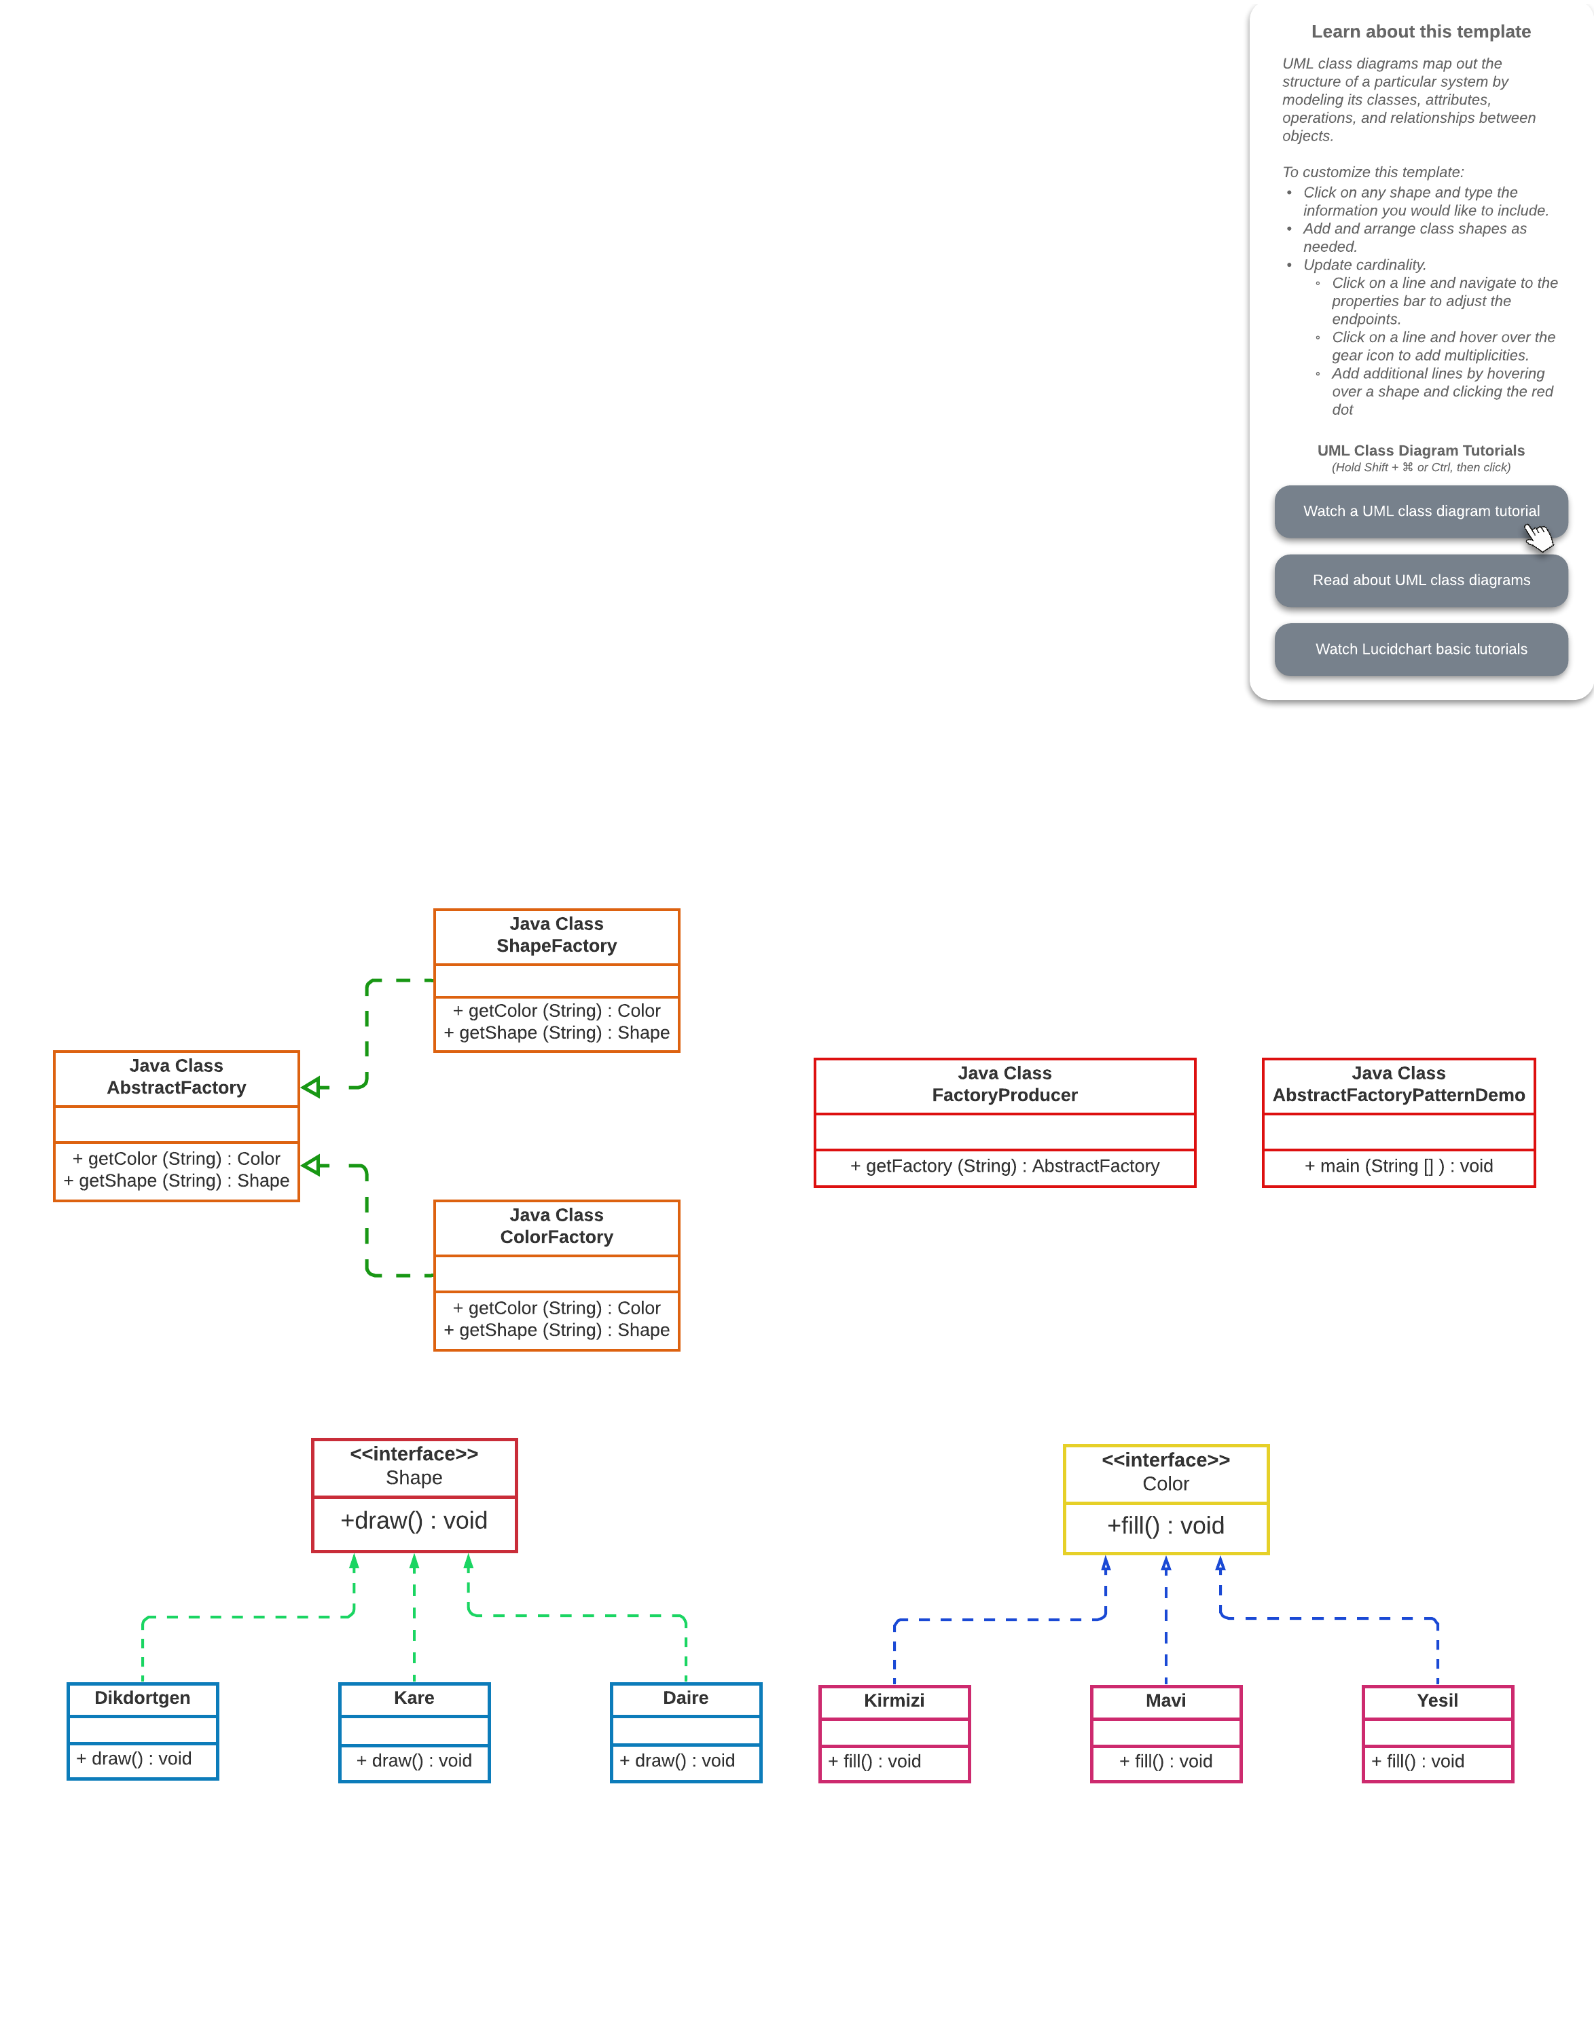 Learn about this template
UML class diagrams map out the
structure of a particular system by
modeling its classes, attributes,
operations, and relationships between
objects.
To customize this template:
• Click on any shape and type the
information you would like to include.
• Add and arrange class shapes as
needed.
• Update cardinality.
◦ Click on a line and navigate to the
properties bar to adjust the
endpoints.
◦ Click on a line and hover over the
gear icon to add multiplicities.
◦ Add additional lines by hovering
over a shape and clicking the red
dot
UML Class Diagram Tutorials
(Hold Shift + ⌘ or Ctrl, then click)
Watch a UML class diagram tutorial
Read about UML class diagrams
Watch Lucidchart basic tutorials
Java Class
ShapeFactory
+ getColor (String) : Color
+ getShape (String) : Shape
Java Class
AbstractFactory
+ getColor (String) : Color
+ getShape (String) : Shape
Java Class
FactoryProducer
+ getFactory (String) : AbstractFactory
Java Class
AbstractFactoryPatternDemo
+ main (String [] ) : void
Java Class
ColorFactory
+ getColor (String) : Color
+ getShape (String) : Shape
<<interface>>
Shape
+draw() : void
<<interface>>
Color
+fill() : void
Dikdortgen
+ draw() : void
Kare
+ draw() : void
Daire
+ draw() : void
Kirmizi
+ fill() : void
Mavi
+ fill() : void
Yesil
+ fill() : void